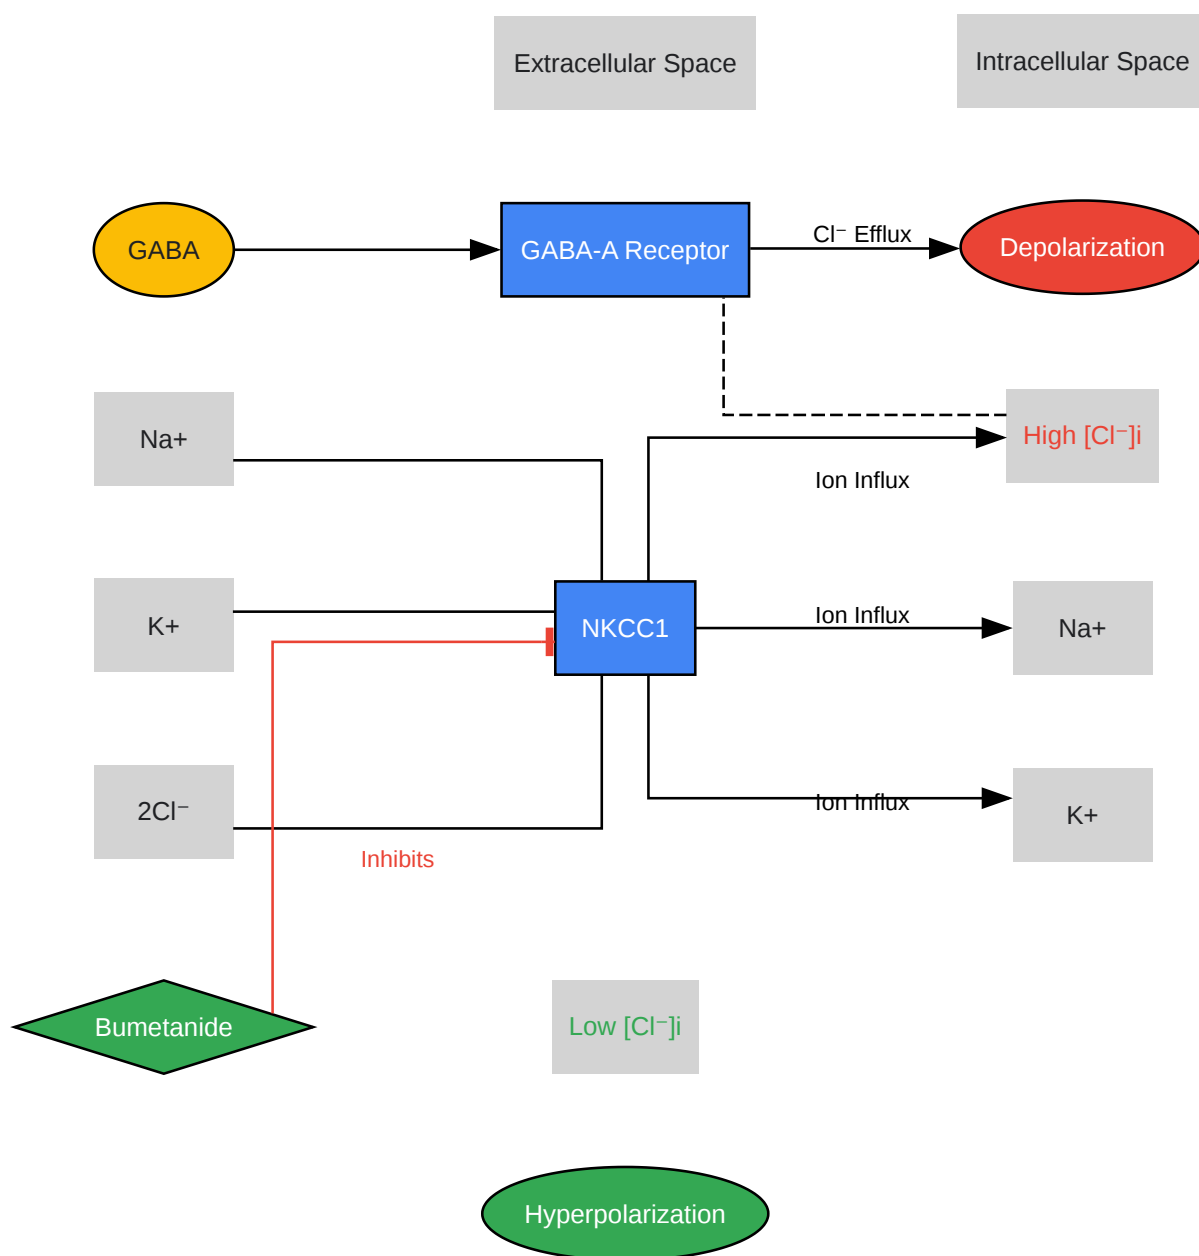 Extracellular Space
Intracellular Space
GABA
GABA-A Receptor
Cl⁻ Efflux
Depolarization
Na+
High [Cl⁻]i
Ion Influx
K+
NKCC1
Ion Influx
Na+
2Cl⁻
Ion Influx
K+
Inhibits
Bumetanide
Low [Cl⁻]i
Hyperpolarization